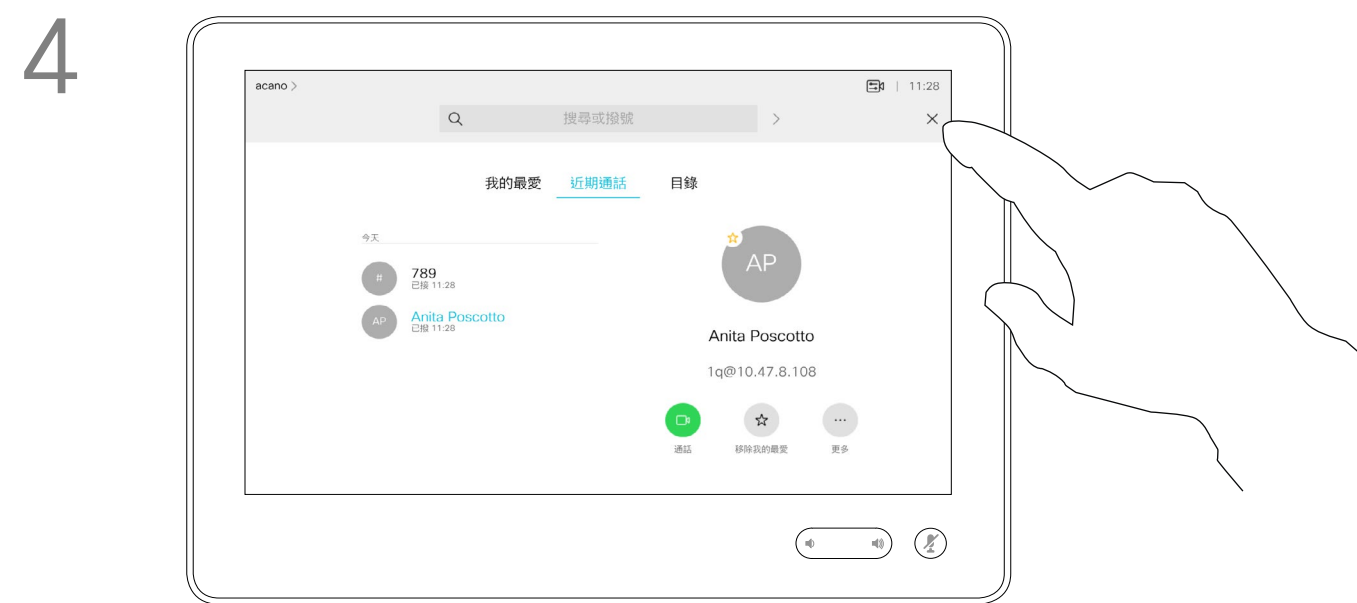 4
acano >
| 11:28
搜尋或撥號 >
我的最愛 近期通話 目錄
今天
# 789
已接 11:28
AP Anita Poscotto
已撥 11:28
AP
Anita Poscotto
1q@10.47.8.108
通話 移除我的最愛 更多